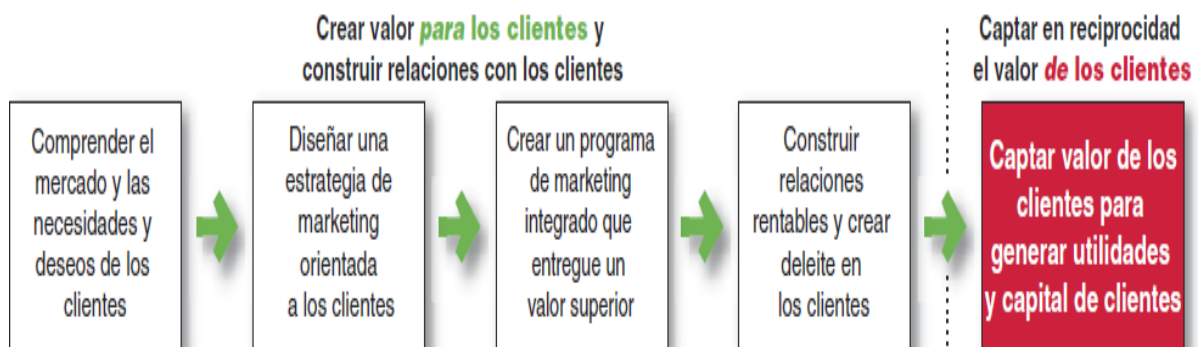 Crear valor para los clientes y
construir relaciones con los clientes
Captar en reciprocidad
el valor de los clientes
Comprender el
mercado y las
necesidades y
deseos de los
clientes
Diseñar una
estrategia de
marketing
orientada
a los clientes
Crear un programa
de marketing
integrado que
entregue un
valor superior
Construir
relaciones
rentables y crear
deleite en
los clientes
Captar valor de los
clientes para
generar utilidades
y capital de clientes